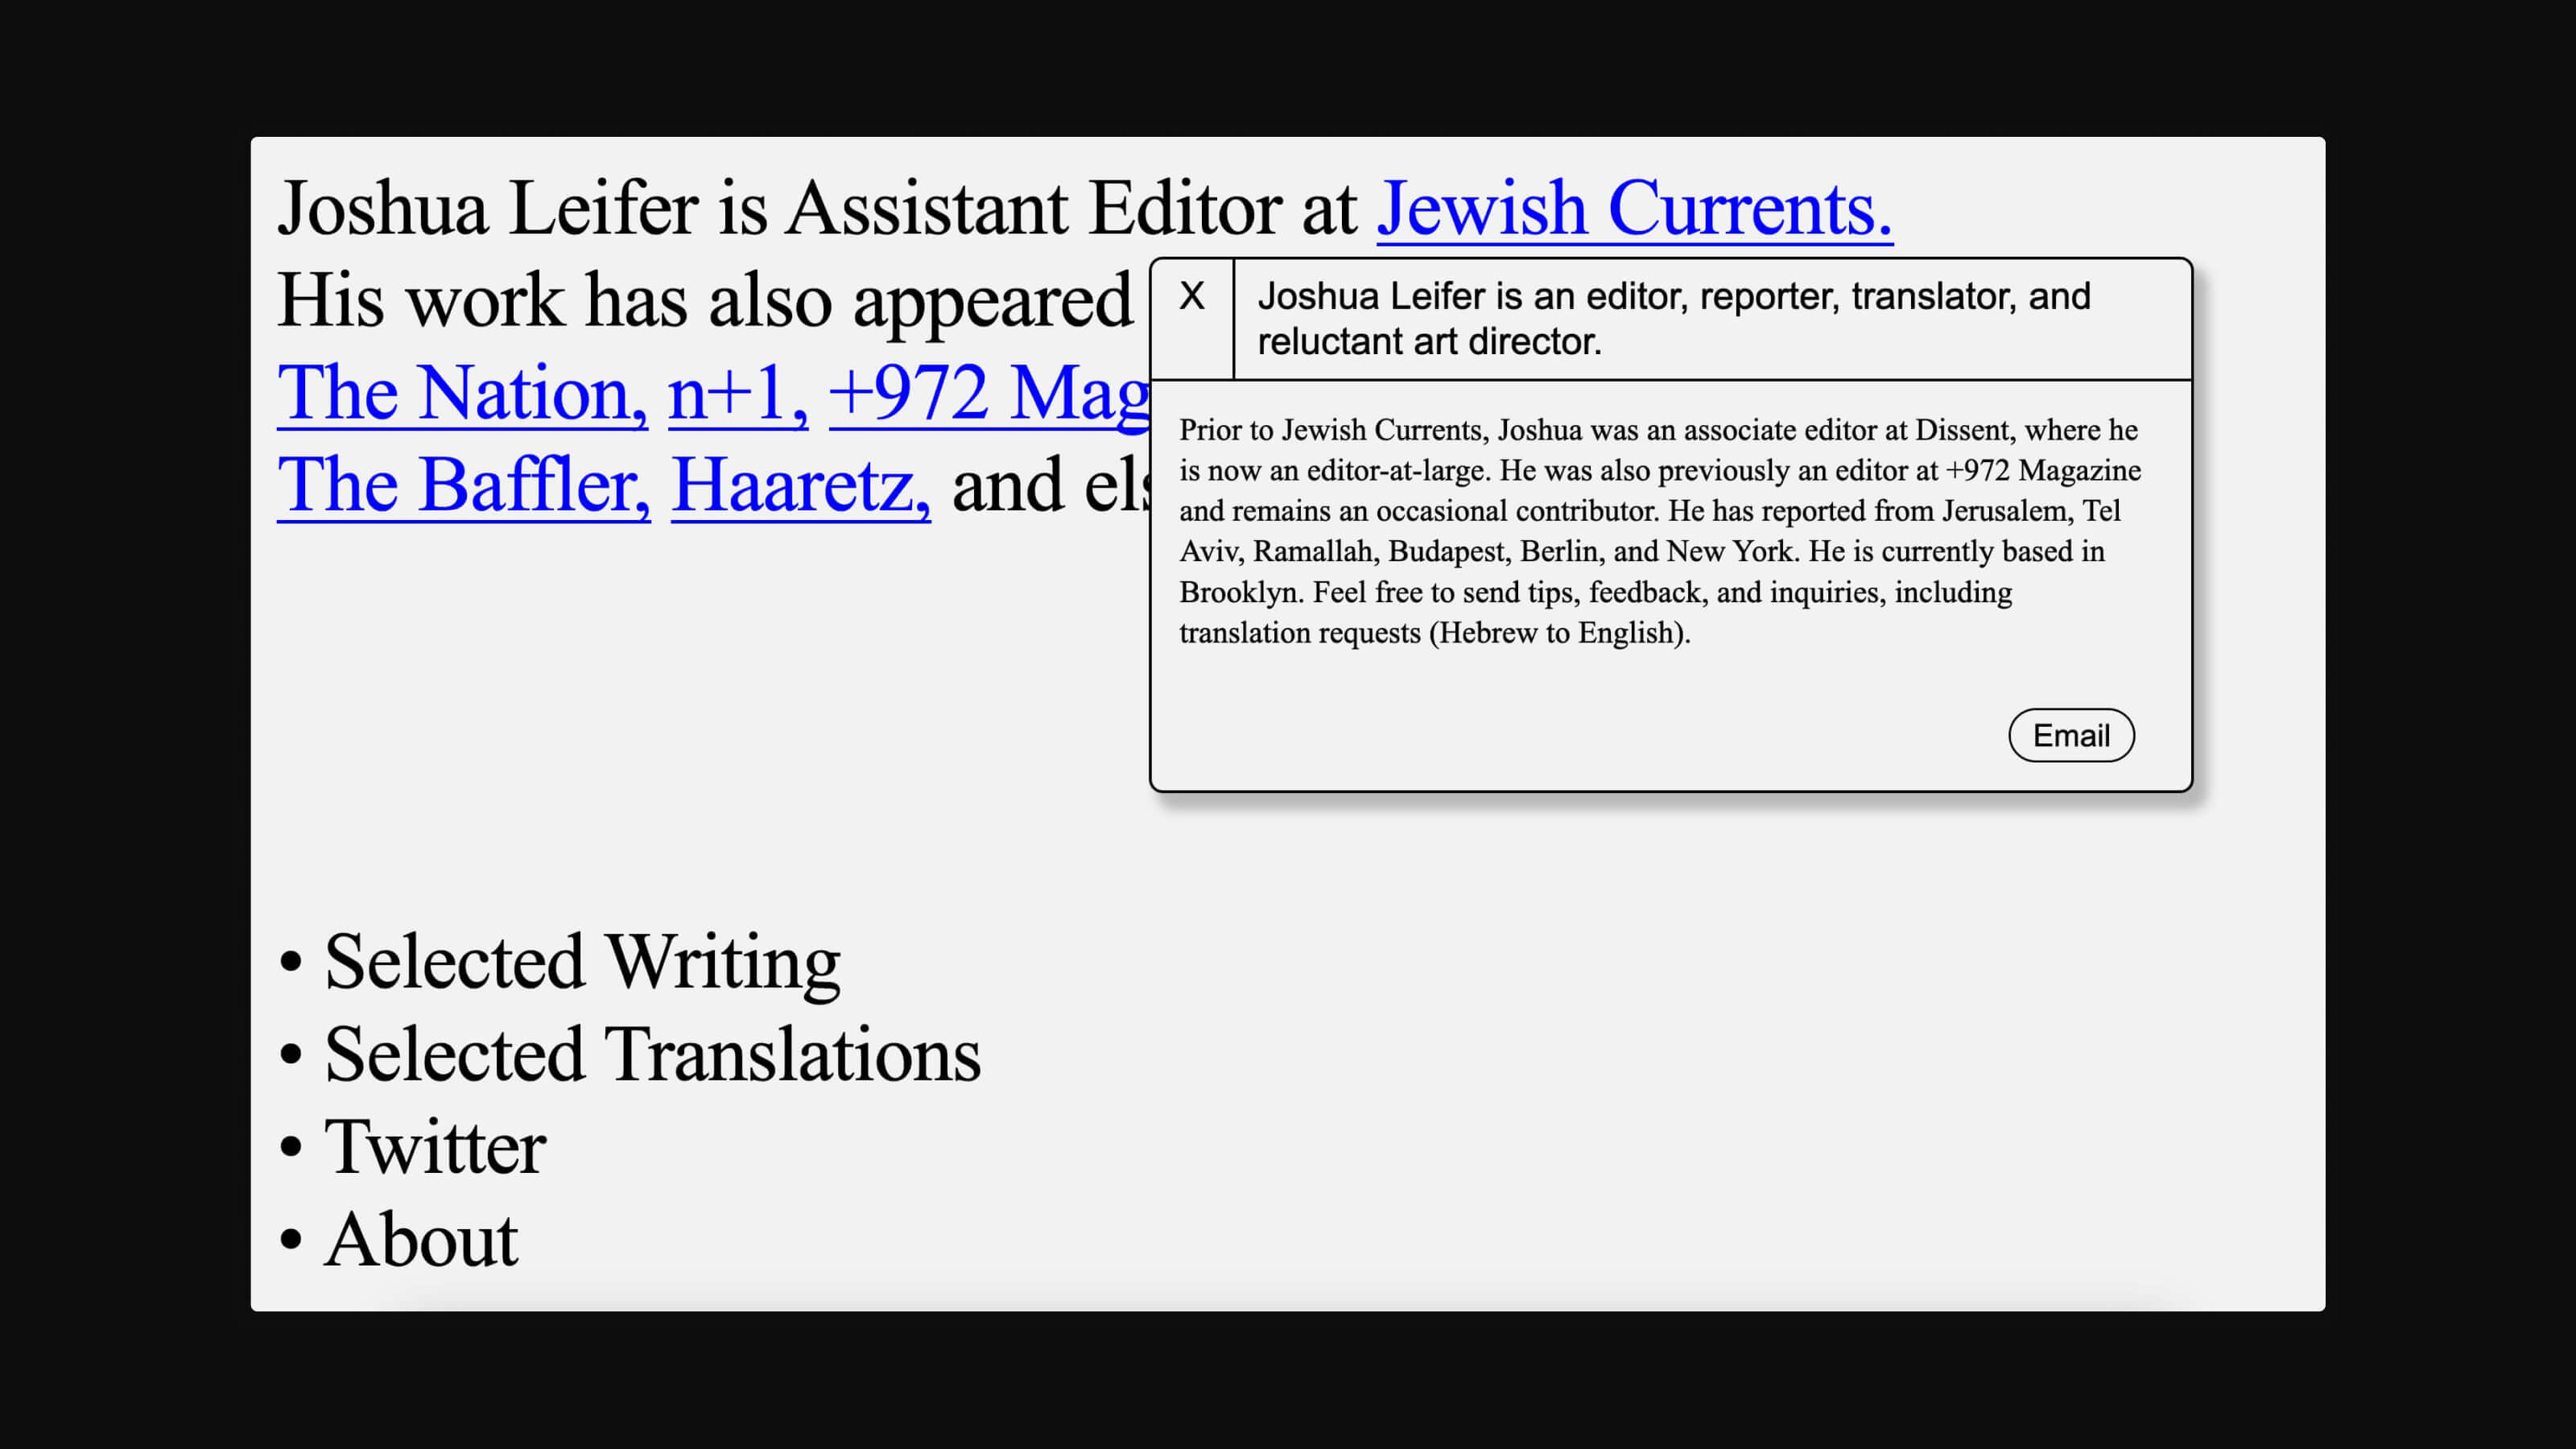 Joshua Leifer is Assistant Editor at Jewish Currents.
His work has also appeared
The Nation, n+1, +972 Mag
The Baffler, Haaretz, and
X
Joshua Leifer is an editor, reporter, translator, and
reluctant art director.
Prior to Jewish Currents, Joshua was an associate editor at Dissent, where he
is now an editor-at-large. He was also previously an editor at +972 Magazine
and remains an occasional contributor. He has reported from Jerusalem, Tel
Aviv, Ramallah, Budapest, Berlin, and New York. He is currently based in
Brooklyn. Feel free to send tips, feedback, and inquiries, including
translation requests (Hebrew to English).
Email
• Selected Writing
• Selected Translations
• Twitter
• About